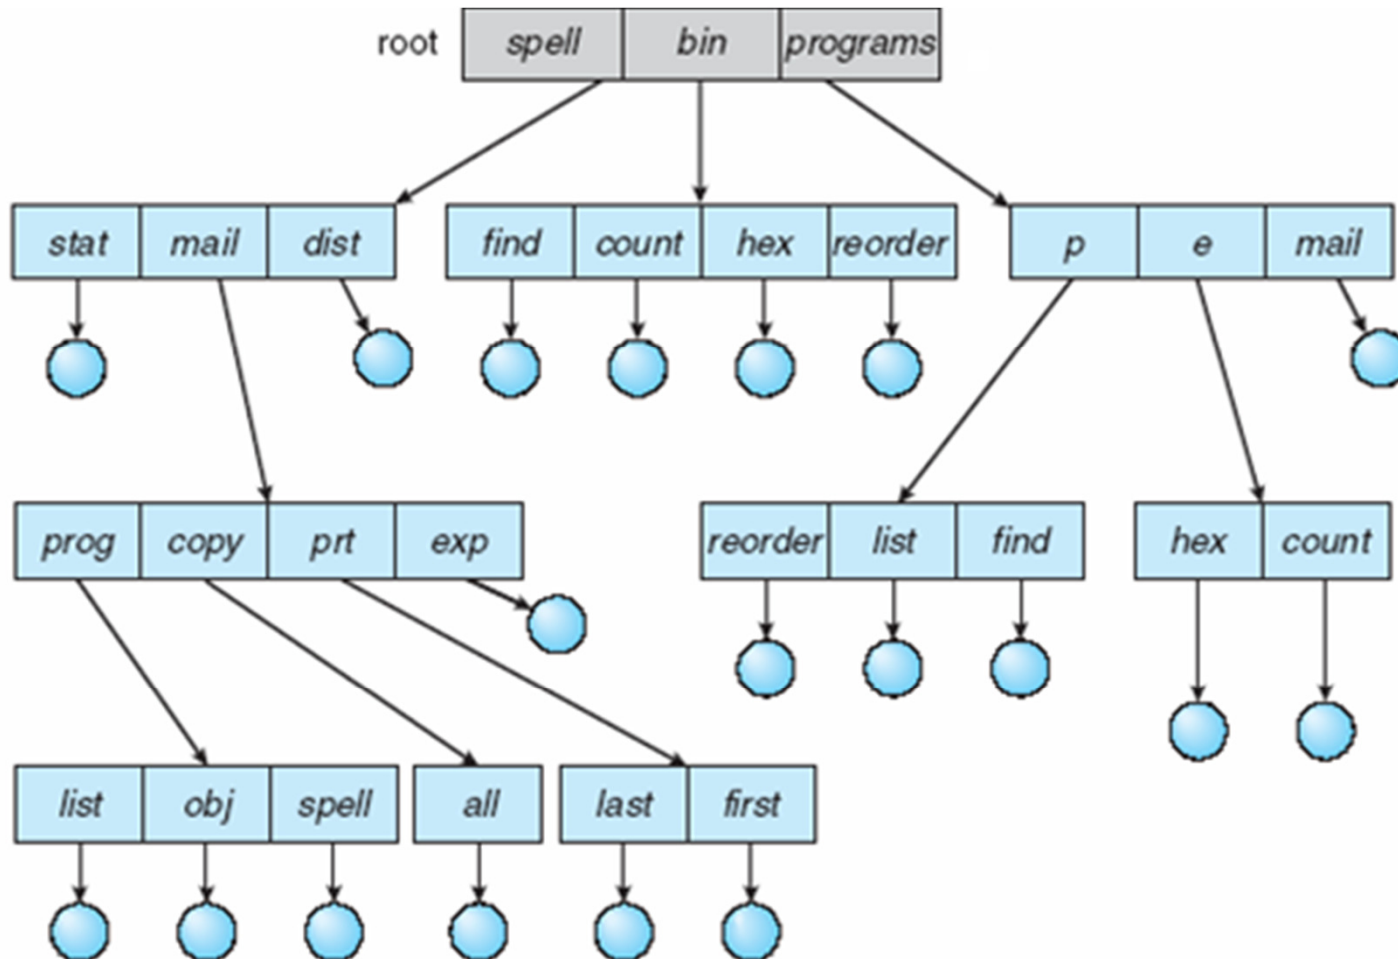 root spell bin programs
stat mail dist find count hex reorder p e mail
prog copy prt exp reorder list find hex count
list obj spell all last first